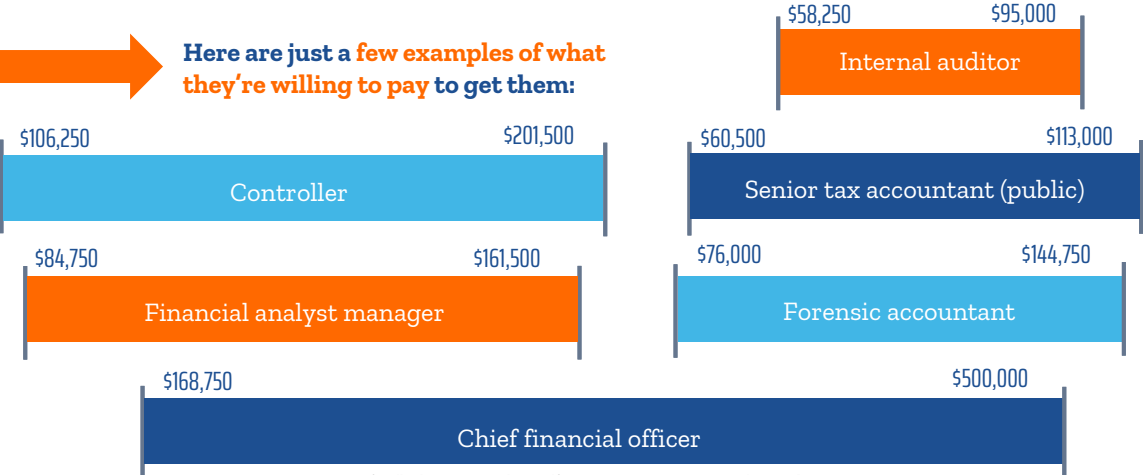 Here are just a few examples of what
they're willing to pay to get them:
$58,250 $95,000
Internal auditor
$106,250 $201,500
Controller
$60,500 $113,000
Senior tax accountant (public)
$84,750 $161,500
Financial analyst manager
$76,000 $144,750
Forensic accountant
$168,750 $500,000
Chief financial officer